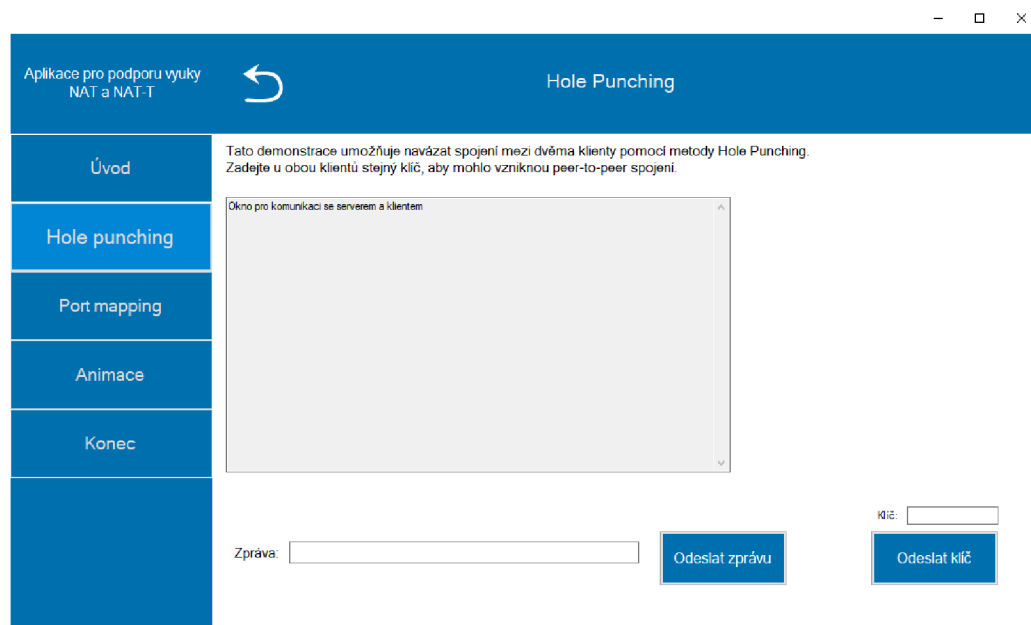 Aplikace pro podporu vyuky
NAT a NAT-T
Hole Punching
Úvod
Hole punching
Port mapping
Animace
Konec
Tato demonstrace umožňuje navázat spojení mezi dvěma klienty pomocí metody Hole Punching.
Zadejte u obou klientů stejný klíč, aby mohlo vzniknou peer-to-peer spojení.
Okno pro komunikaci se serverem a klientem
Klíč:
Zpráva:
Odeslat zprávu
Odeslat klíč